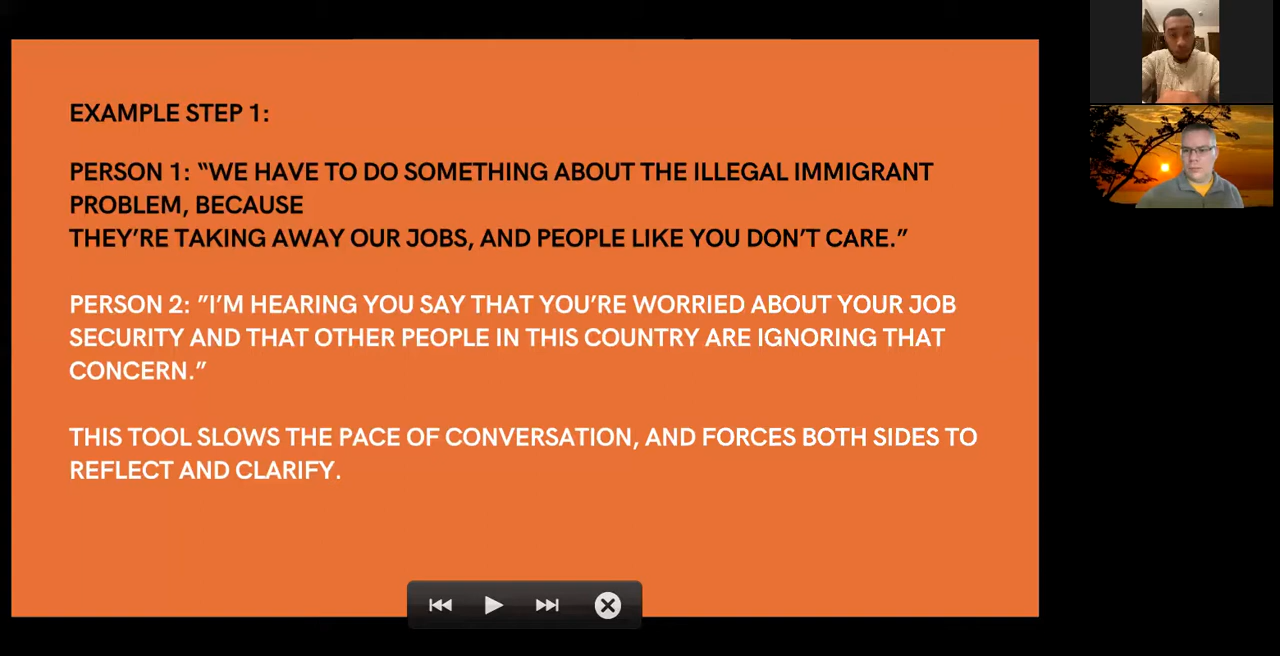 EXAMPLE STEP 1:
PERSON 1: “WE HAVE TO DO SOMETHING ABOUT THE ILLEGAL IMMIGRANT
PROBLEM, BECAUSE
THEY’RE TAKING AWAY OUR JOBS, AND PEOPLE LIKE YOU DON’T CARE.”
PERSON 2: ”I’M HEARING YOU SAY THAT YOU’RE WORRIED ABOUT YOUR JOB
SECURITY AND THAT OTHER PEOPLE IN THIS COUNTRY ARE IGNORING THAT
CONCERN.”
THIS TOOL SLOWS THE PACE OF CONVERSATION, AND FORCES BOTH SIDES TO
REFLECT AND CLARIFY.